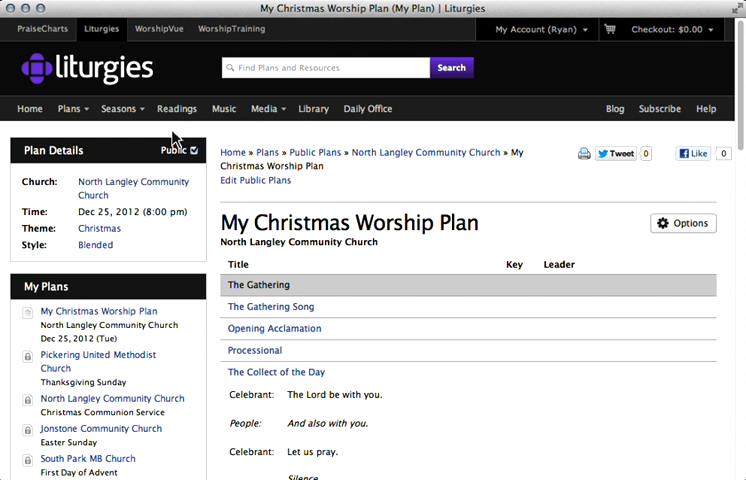 My Christmas Worship Plan (My Plan) | Liturgies
PraiseCharts Liturgies WorshipVue WorshipTraining My Account (Ryan) Checkout: $0.00
liturgies Find Plans and Resources Search
Home Plans Seasons Readings Music Media Library Daily Office Blog Subscribe Help
Plan Details Public
Church: North Langley Community
Church
Time: Dec 25, 2012 (8:00 pm)
Theme: Christmas
Style: Blended
My Plans
My Christmas Worship Plan
North Langley Community Church
Dec 25, 2012 (Tue)
Pickering United Methodist
Church
Thanksgiving Sunday
North Langley Community Church
Christmas Communion Service
Jonstone Community Church
Easter Sunday
South Park MB Church
First Day of Advent
Home » Plans » Public Plans » North Langley Community Church » My
Christmas Worship Plan
Edit Public Plans
Tweet 0 Like 0
My Christmas Worship Plan
Options
North Langley Community Church
Title Key Leader
The Gathering
The Gathering Song
Opening Acclamation
Processional
The Collect of the Day
Celebrant: The Lord be with you.
People: And also with you.
Celebrant: Let us pray.
Silence